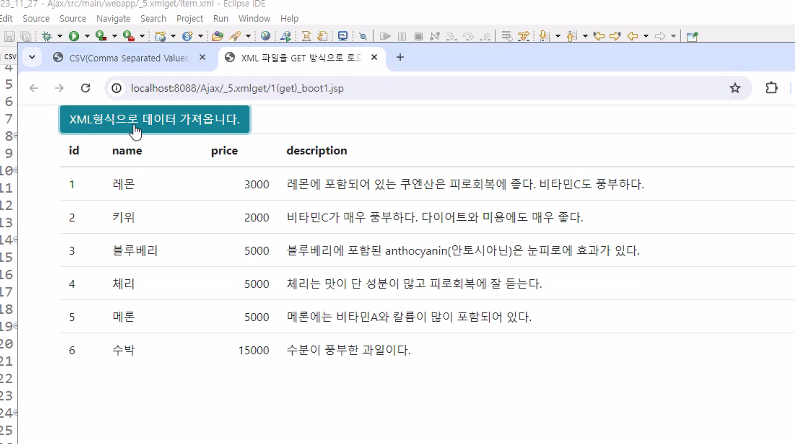 23_11_27 - Ajax/src/main/webapp/_5.xmlget/item.xml - Eclipse IDE
Edit Source Source Navigate Search Project Run Window Help
csv
CSV(Comma Separated Values
XML 파일을 GET 방식으로 로드
localhost:8088/Ajax/_5.xmlget/1(get)_boot1.jsp
XML형식으로 데이터 가져옵니다.
id name price description
1 레몬 3000 레몬에 포함되어 있는 쿠엔산은 피로회복에 좋다. 비타민C도 풍부하다.
2 키위 2000 비타민C가 매우 풍부하다. 다이어트와 미용에도 매우 좋다.
3 블루베리 5000 블루베리에 포함된 anthocyanin(안토시아닌)은 눈피로에 효과가 있다.
4 체리 5000 체리는 맛이 단 성분이 많고 피로회복에 잘 듣는다.
5 메론 5000 메론에는 비타민A와 칼륨이 많이 포함되어 있다.
6 수박 15000 수분이 풍부한 과일이다.
4
5
6
7
8
9
10
11
12
13
14
15
16
17
18
19
20
21
22
23
24
25